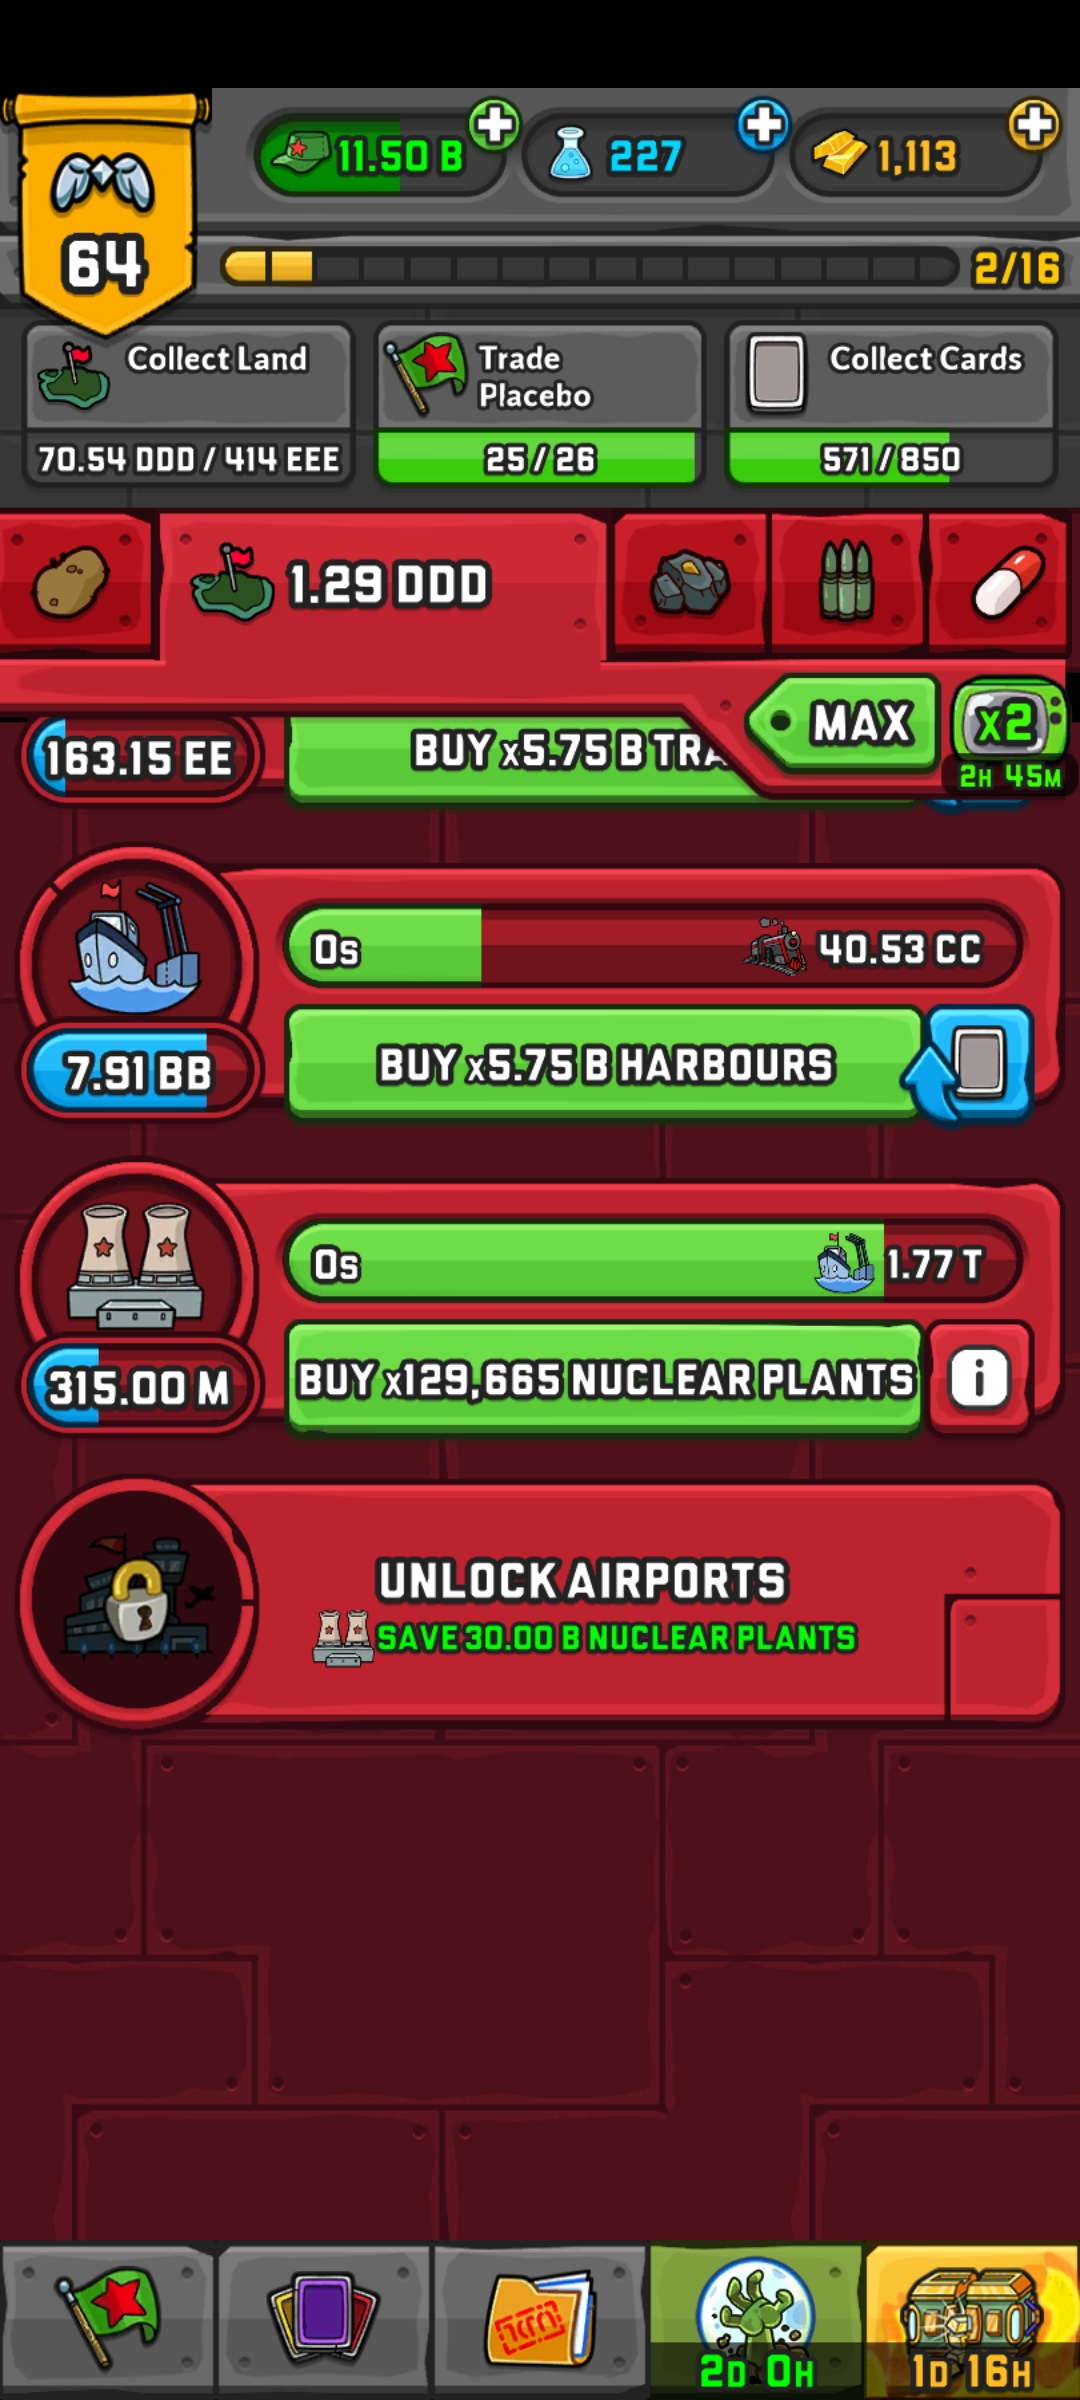 11.50 B
227
1,113
64
2/16
Collect Land
70.54 DDD / 414 EEE
Trade
Placebo
25 / 26
Collect Cards
571 / 850
1.29 DDD
MAX
x2
2H 45M
163.15 EE
BUY x5.75 B TRA
0s
40.53 CC
7.91 BB
BUY x5.75 B HARBOURS
0s
1.77 T
315.00 M
BUY x129,665 NUCLEAR PLANTS
i
UNLOCK AIRPORTS
SAVE 30.00 B NUCLEAR PLANTS
2D 0H
1D 16H